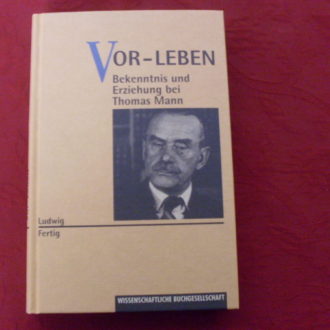 VOR-LEBEN
Bekenntnis und
Erziehung bei
Thomas Mann
Ludwig
Fertig
WISSENSCHAFTLICHE BUCHGESELLSCHAFT